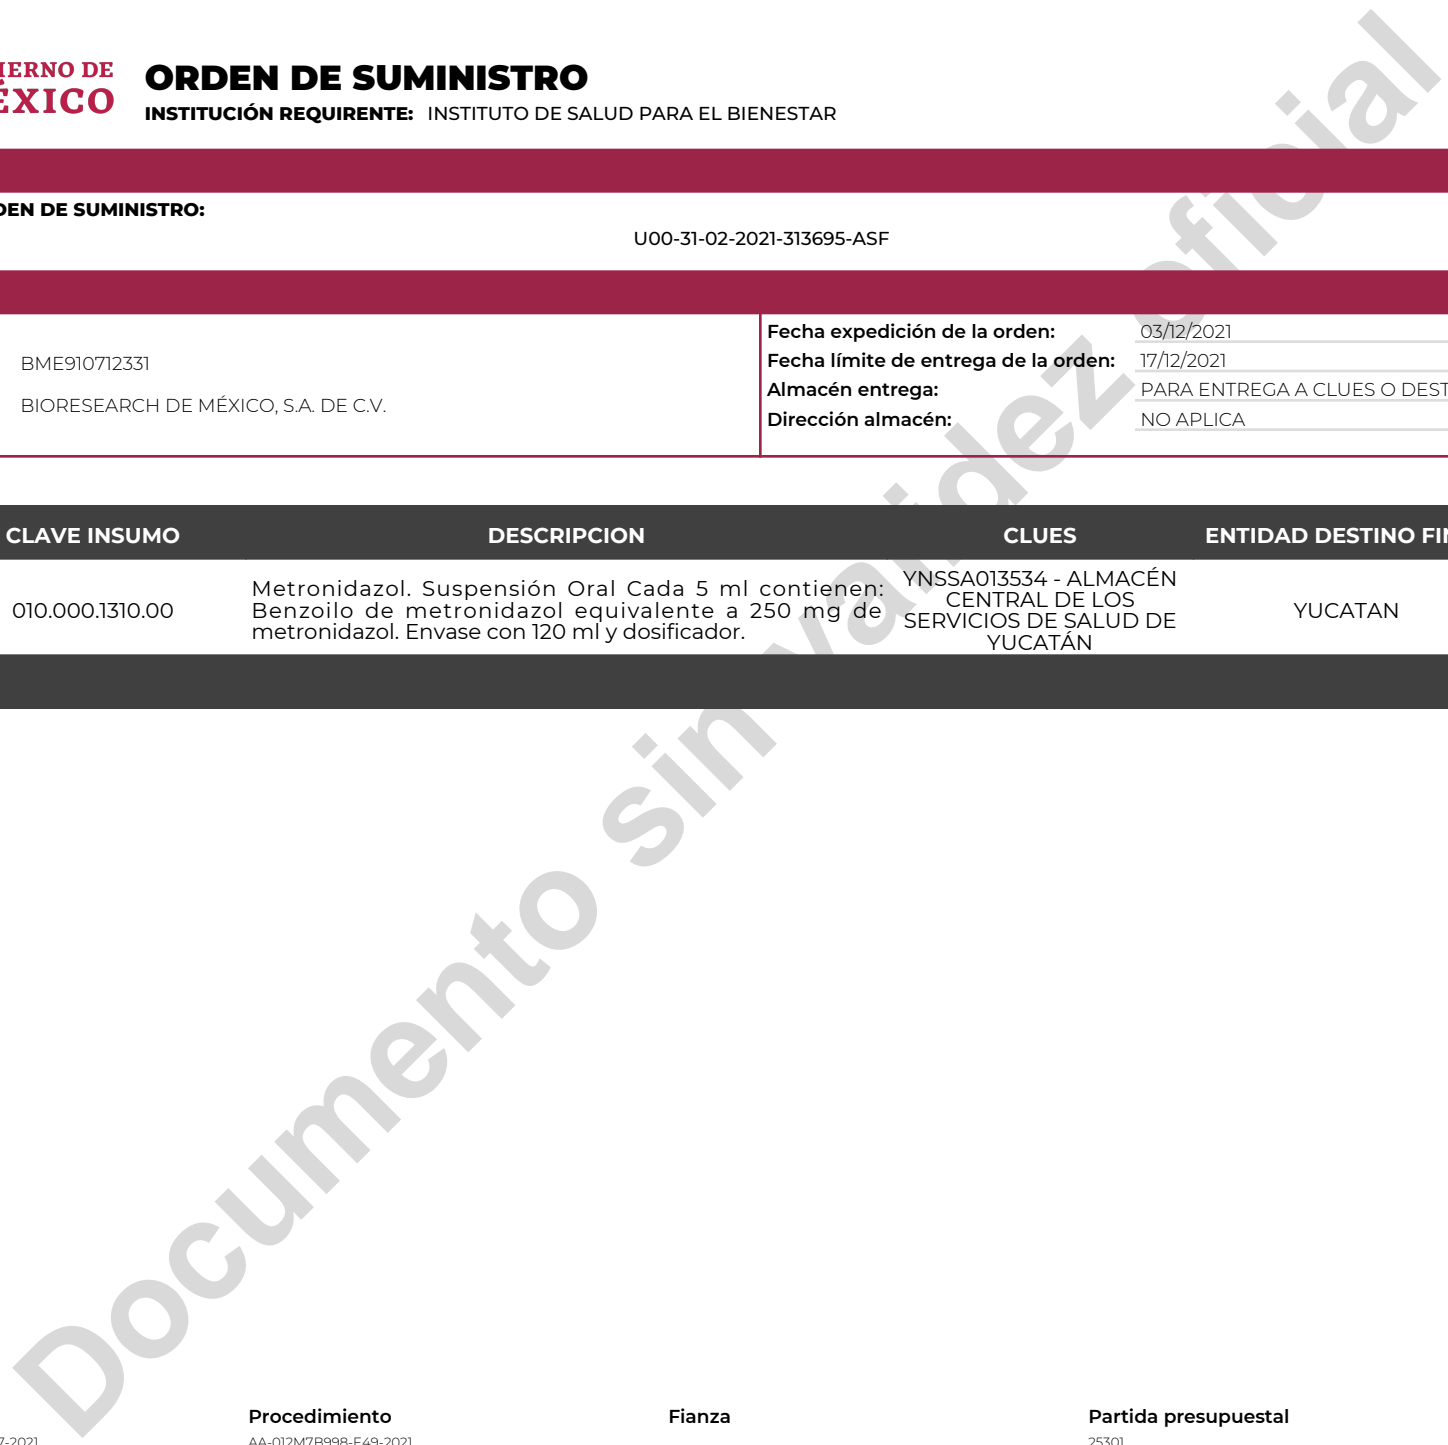 IERNO DE
ÉXICO
ORDEN DE SUMINISTRO
INSTITUCIÓN REQUIRENTE: INSTITUTO DE SALUD PARA EL BIENESTAR
DEN DE SUMINISTRO:
U00-31-02-2021-313695-ASF
BME910712331
BIORESEARCH DE MÉXICO, S.A. DE C.V.
Fecha expedición de la orden: 03/12/2021
Fecha límite de entrega de la orden: 17/12/2021
Almacén entrega: PARA ENTREGA A CLUES O DEST
Dirección almacén: NO APLICA
CLAVE INSUMO DESCRIPCION CLUES ENTIDAD DESTINO FIN
010.000.1310.00
Metronidazol. Suspensión Oral Cada 5 ml contienen:
Benzoilo de metronidazol equivalente a 250 mg de
metronidazol. Envase con 120 ml y dosificador.
YNSSA013534 - ALMACÉN
CENTRAL DE LOS
SERVICIOS DE SALUD DE
YUCATÁN
YUCATAN
Documento sin validez oficial
Procedimiento Fianza Partida presupuestal
7-2021 AA-012M7B998-E49-2021 25301